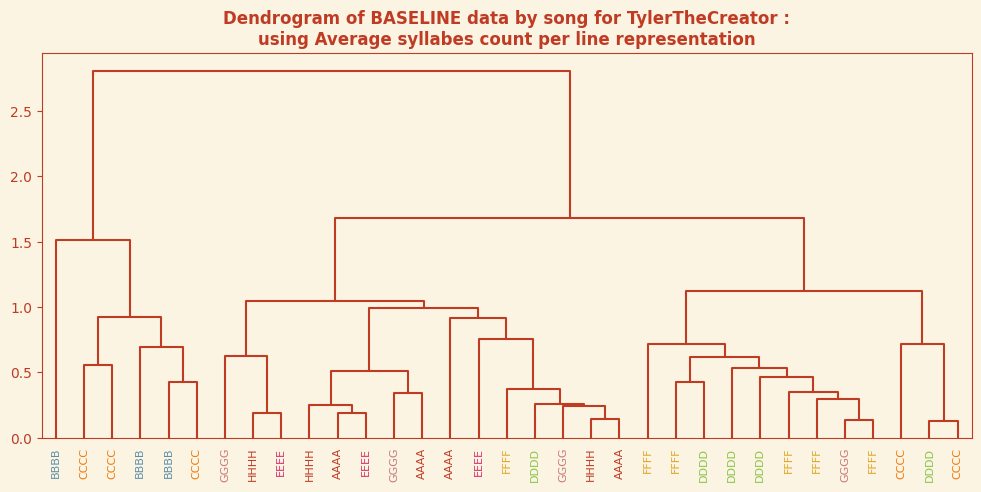 Dendrogram of BASELINE data by song for TylerTheCreator :
using Average syllabes count per line representation
2.5
2.0
1.5
1.0
0.5
0.0
BBBB CCCC CCCC BBBB BBBB CCCC GGGG HHHH EEEE HHHH AAAA EEEE GGGG AAAA AAAA EEEE FFFF DDDD GGGG HHHH AAAA FFFF FFFF DDDD DDDD DDDD FFFF FFFF GGGG FFFF CCCC DDDD CCCC